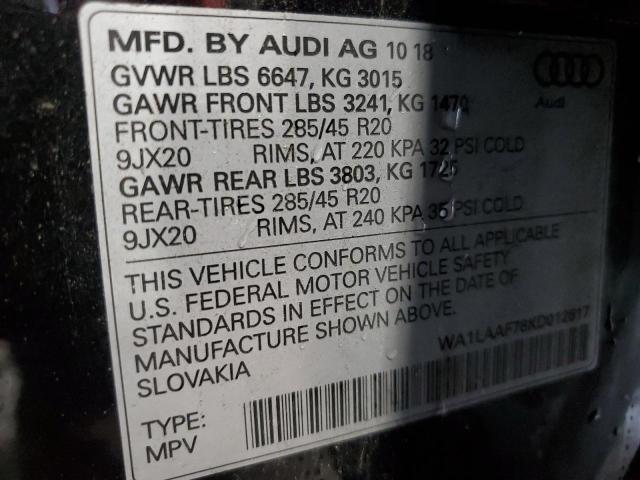 MFD. BY AUDI AG 10 18
GVWR LBS 6647, KG 3015
GAWR FRONT LBS 3241, KG 1470
FRONT-TIRES 285/45 R20
9JX20 RIMS, AT 220 KPA 32 PSI COLD
GAWR REAR LBS 3803, KG 1725
REAR-TIRES 285/45 R20
9JX20 RIMS, AT 240 KPA 35 PSI COLD
Audi
THIS VEHICLE CONFORMS TO ALL APPLICABLE
U.S. FEDERAL MOTOR VEHICLE SAFETY
STANDARDS IN EFFECT ON THE DATE OF
MANUFACTURE SHOWN ABOVE.
SLOVAKIA
WA1LAAF78KD012817
TYPE:
MPV